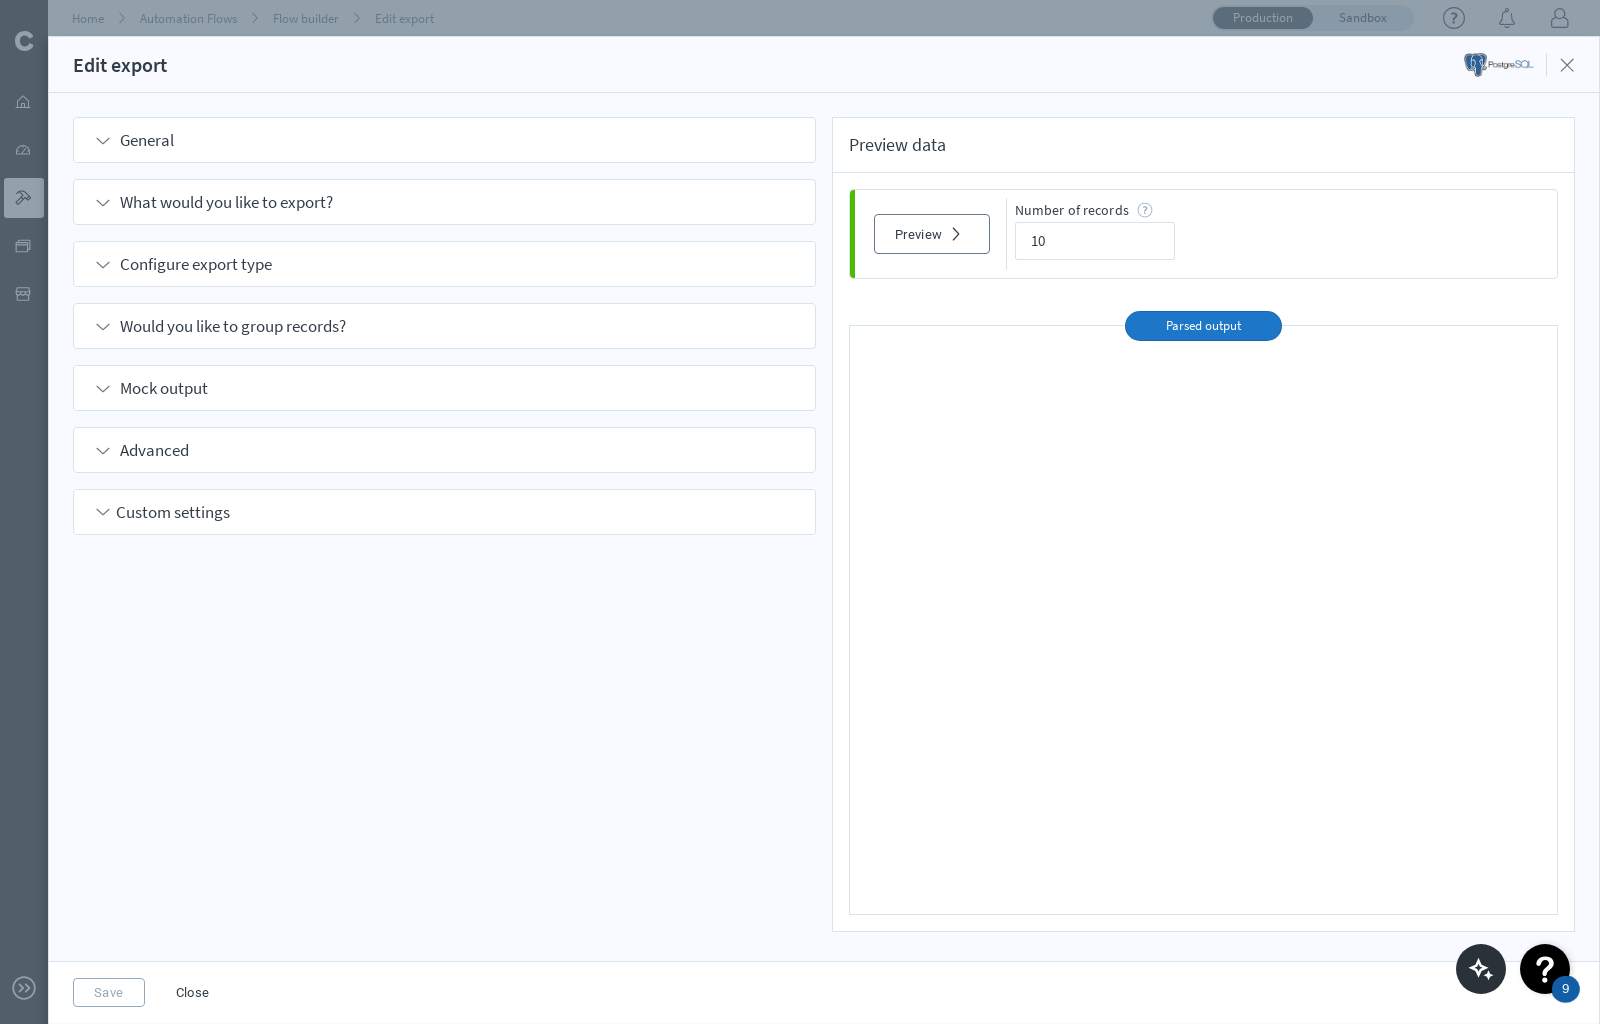 C
Home
Automation Flows
Flow builder
Edit export
Production
Sandbox
?
Edit export
PostgreSQL
General
What would you like to export?
Configure export type
Would you like to group records?
Mock output
Advanced
Custom settings
Preview data
Preview
Number of records ?
10
Parsed output
Save
Close
?
9